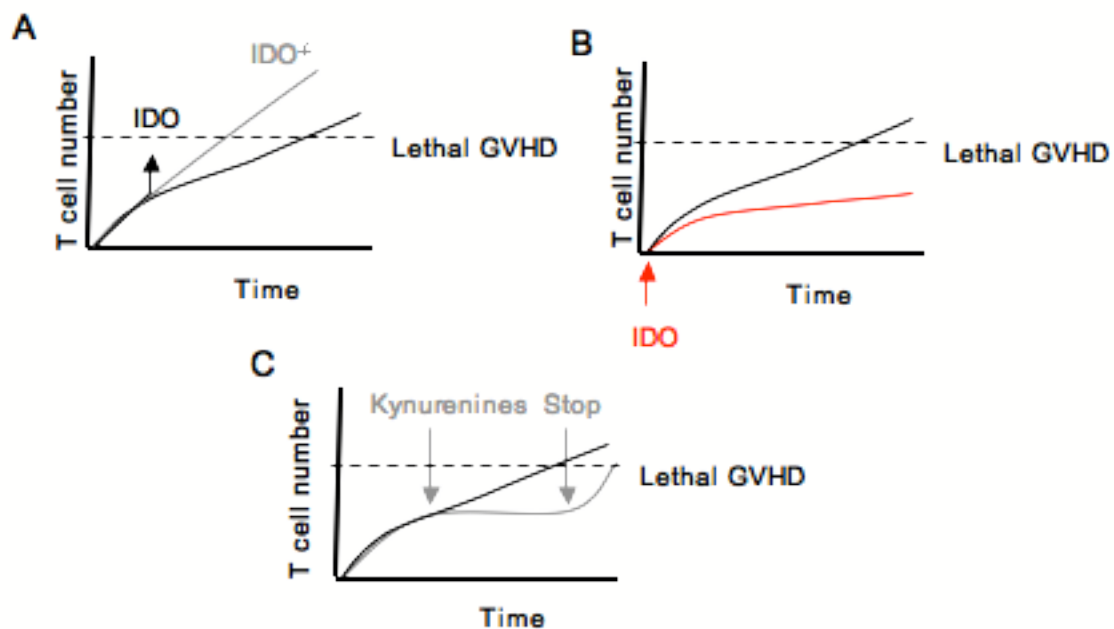 A
IDO+
IDO
T cell number
Lethal GVHD
Time
B
T cell number
Lethal GVHD
Time
IDO
C
Kynurenines Stop
T cell number
Lethal GVHD
Time